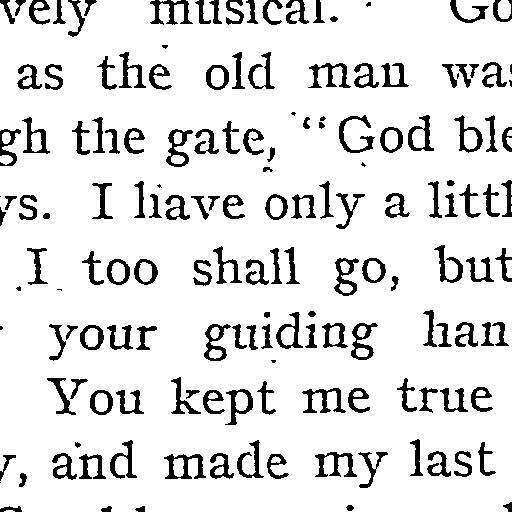 vely musical. Go
as the old man was
gh the gate, "God ble
ys. I have only a littl
I too shall go, but
your guiding han
You kept me true
y, and made my last